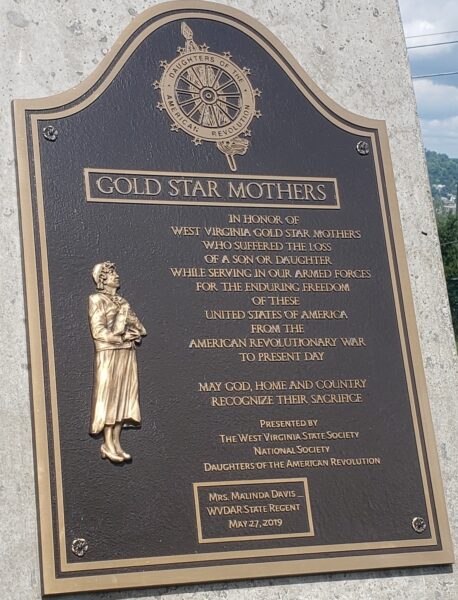 DAUGHTERS OF THE
AMERICAN REVOLUTION
GOLD STAR MOTHERS
IN HONOR OF
WEST VIRGINIA GOLD STAR MOTHERS
WHO SUFFERED THE LOSS
OF A SON OR DAUGHTER
WHILE SERVING IN OUR ARMED FORCES
FOR THE ENDURING FREEDOM
OF THESE
UNITED STATES OF AMERICA
FROM THE
AMERICAN REVOLUTIONARY WAR
TO PRESENT DAY
MAY GOD, HOME AND COUNTRY
RECOGNIZE THEIR SACRIFICE
PRESENTED BY
THE WEST VIRGINIA STATE SOCIETY
NATIONAL SOCIETY
DAUGHTERS OF THE AMERICAN REVOLUTION
MRS. MALINDA DAVIS
WVDAR STATE REGENT
MAY 27, 2019